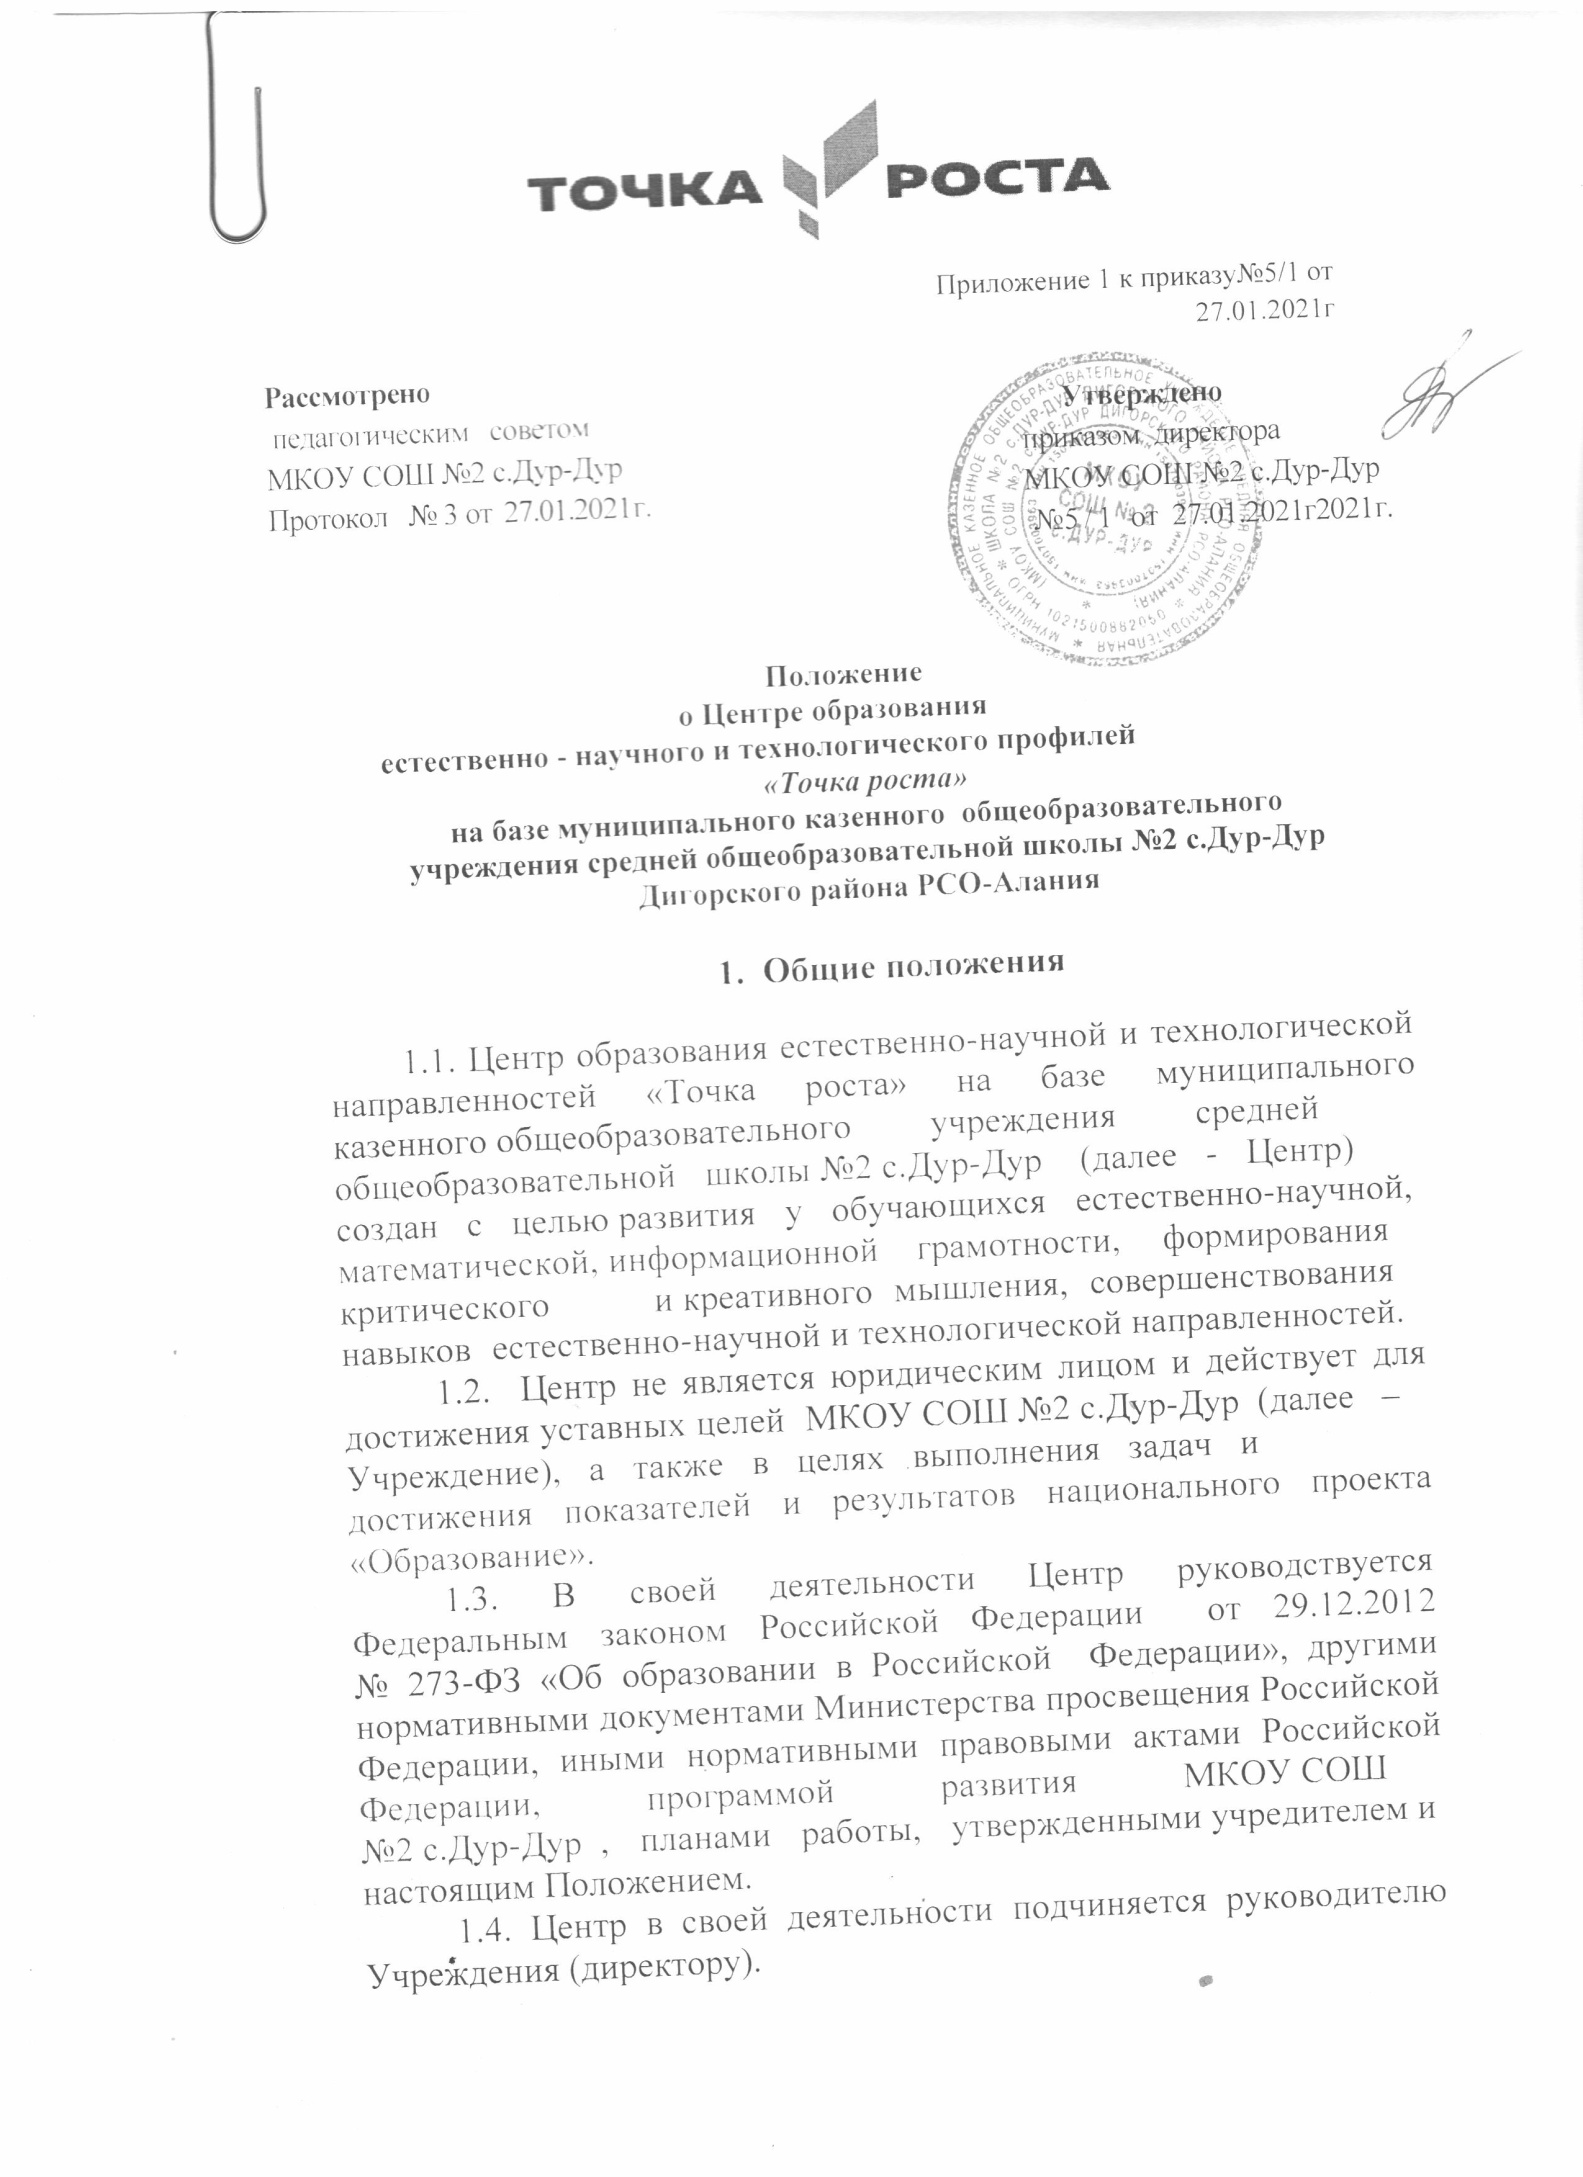 ТОЧКА РОСТА
Приложение 1 к приказу№5/1 от
27.01.2021г
Рассмотрено
педагогическим советом
МКОУ СОШ №2 с.Дур-Дур
Протокол № 3 от 27.01.2021г.
Утверждено
приказом директора
МКОУ СОШ №2 с.Дур-Дур
№5 / 1 от 27.01.2021г2021г.
МКОУ
СОШ № 2
с.ДУР-ДУР
ОГРН 1021500882050
Положение
о Центре образования
естественно - научного и технологического профилей
«Точка роста»
на базе муниципального казенного общеобразовательного
учреждения средней общеобразовательной школы №2 с.Дур-Дур
Дигорского района РСО-Алания
1. Общие положения
1.1. Центр образования естественно-научной и технологической
направленностей «Точка роста» на базе муниципального
казенного общеобразовательного учреждения средней
общеобразовательной школы №2 с.Дур-Дур (далее - Центр)
создан с целью развития у обучающихся естественно-научной,
математической, информационной грамотности, формирования
критического и креативного мышления, совершенствования
навыков естественно-научной и технологической направленностей.
1.2. Центр не является юридическим лицом и действует для
достижения уставных целей МКОУ СОШ №2 с.Дур-Дур (далее –
Учреждение), а также в целях выполнения задач и
достижения показателей и результатов национального проекта
«Образование».
1.3. В своей деятельности Центр руководствуется
Федеральным законом Российской Федерации от 29.12.2012
№ 273-ФЗ «Об образовании в Российской Федерации», другими
нормативными документами Министерства просвещения Российской
Федерации, иными нормативными правовыми актами Российской
Федерации, программой развития МКОУ СОШ
№2 с.Дур-Дур , планами работы, утвержденными учредителем и
настоящим Положением.
1.4. Центр в своей деятельности подчиняется руководителю
Учреждения (директору).